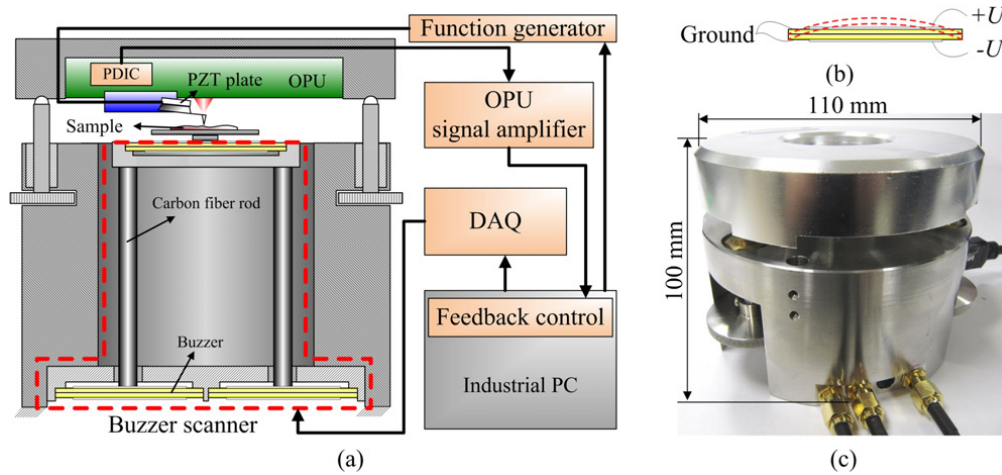 Function generator
PDIC
PZT plate
OPU
Sample
OPU
signal amplifier
Carbon fiber rod
DAQ
Feedback control
Buzzer
Industrial PC
Buzzer scanner
(a)
+U
Ground
-U
(b)
110 mm
100 mm
(c)